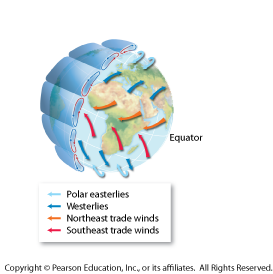 Equator
Polar easterlies
Westerlies
Northeast trade winds
Southeast trade winds
Copyright © Pearson Education, Inc., or its affiliates. All Rights Reserved.